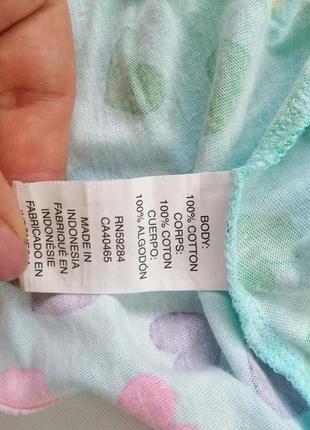 BODY:
100% COTTON
CORPS:
100% COTON
CUERPO:
100% ALGODÓN
RN59284
CA40465
MADE IN
INDONESIA
FABRIQUÉ EN
INDONÉSIE
FABRICADO EN